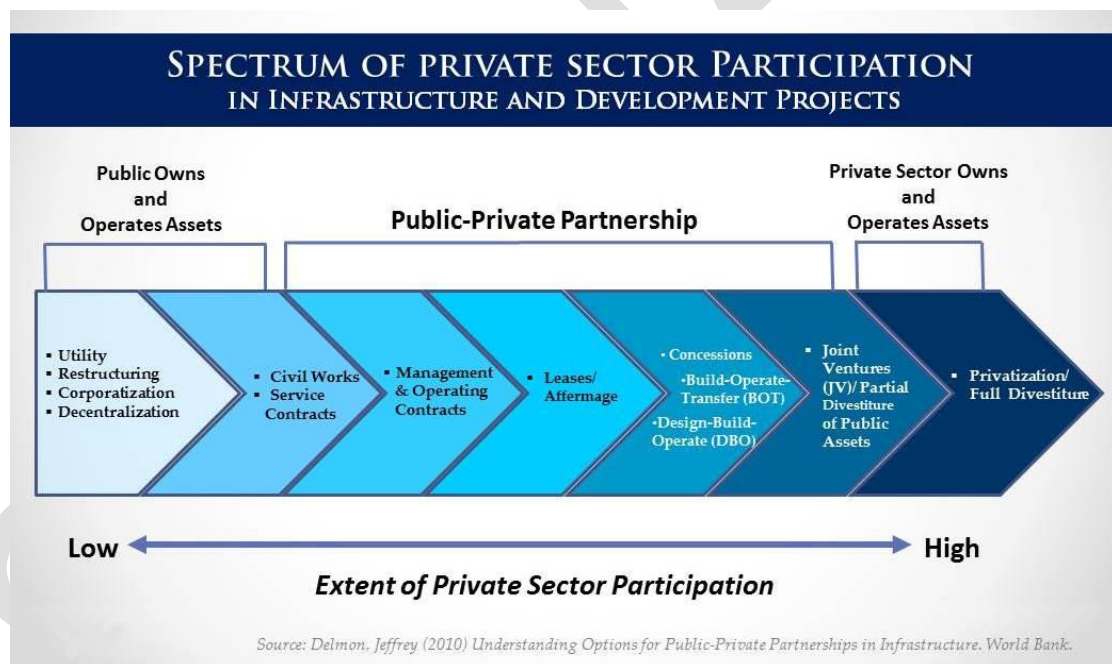 SPECTRUM OF PRIVATE SECTOR PARTICIPATION
IN INFRASTRUCTURE AND DEVELOPMENT PROJECTS
Public Owns
and
Operates Assets
Public-Private Partnership
Private Sector Owns
and
Operates Assets
▪ Utility
▪ Restructuring
▪ Corporatization
▪ Decentralization
▪ Civil Works
▪ Service
Contracts
▪ Management
& Operating
Contracts
▪ Leases/
Affermage
• Concessions
•Build-Operate-
Transfer (BOT)
•Design-Build-
Operate (DBO)
▪ Joint
Ventures
(JV)/ Partial
Divestiture
of Public
Assets
▪ Privatization/
Full Divestiture
Low
High
Extent of Private Sector Participation
Source: Delmon, Jeffrey (2010) Understanding Options for Public-Private Partnerships in Infrastructure. World Bank.